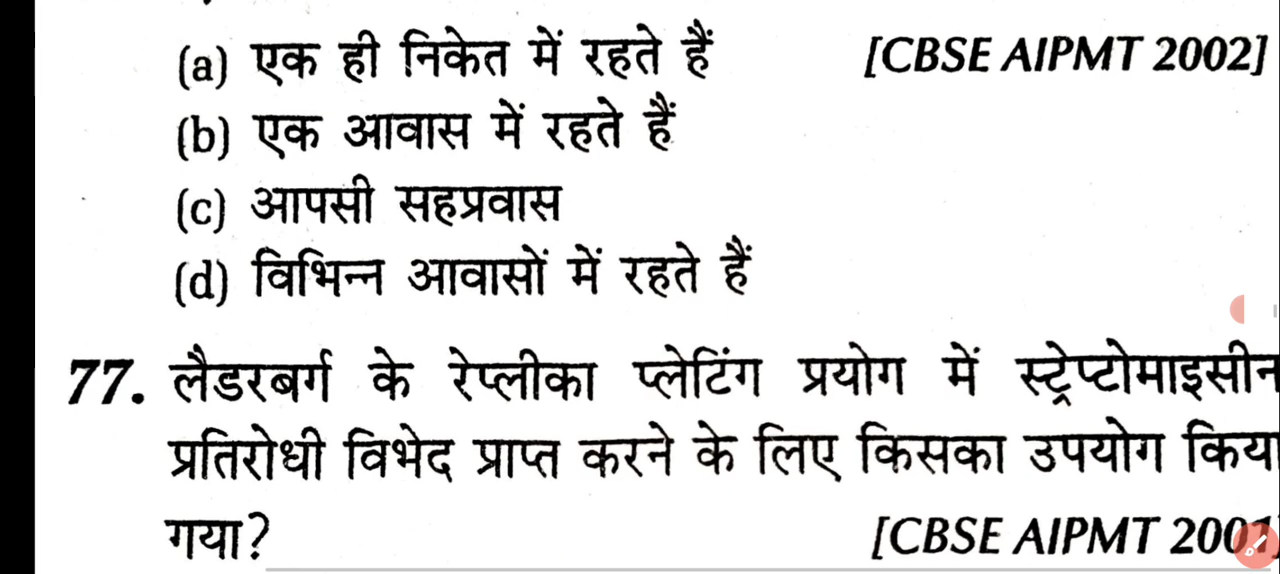 (a) एक ही निकेत में रहते हैं [CBSE AIPMT 2002]
(b) एक आवास में रहते हैं
(c) आपसी सहप्रवास
(d) विभिन्न आवासों में रहते हैं
77. लैडरबर्ग के रेप्लीका प्लेटिंग प्रयोग में स्ट्रेप्टोमाइसीन
प्रतिरोधी विभेद प्राप्त करने के लिए किसका उपयोग किया
गया? [CBSE AIPMT 2001]